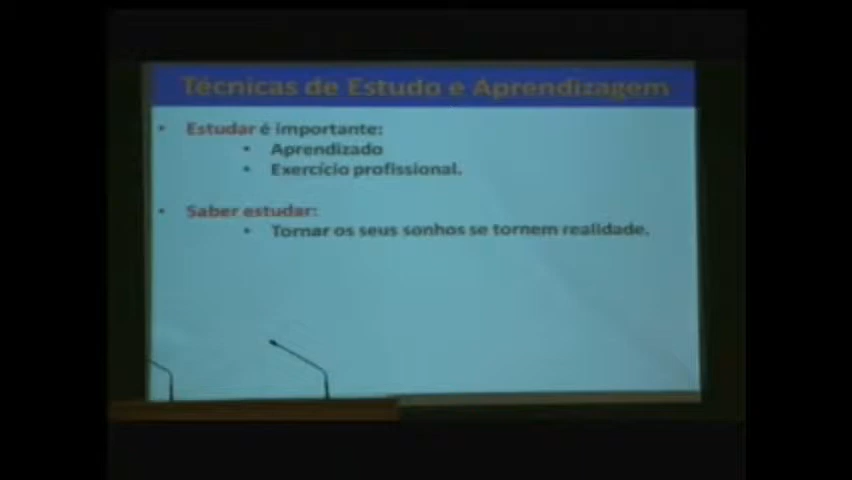 Técnicas de Estudo e Aprendizagem
• Estudar é importante:
• Aprendizado
• Exercício profissional.
• Saber estudar:
• Tornar os seus sonhos se tornem realidade.